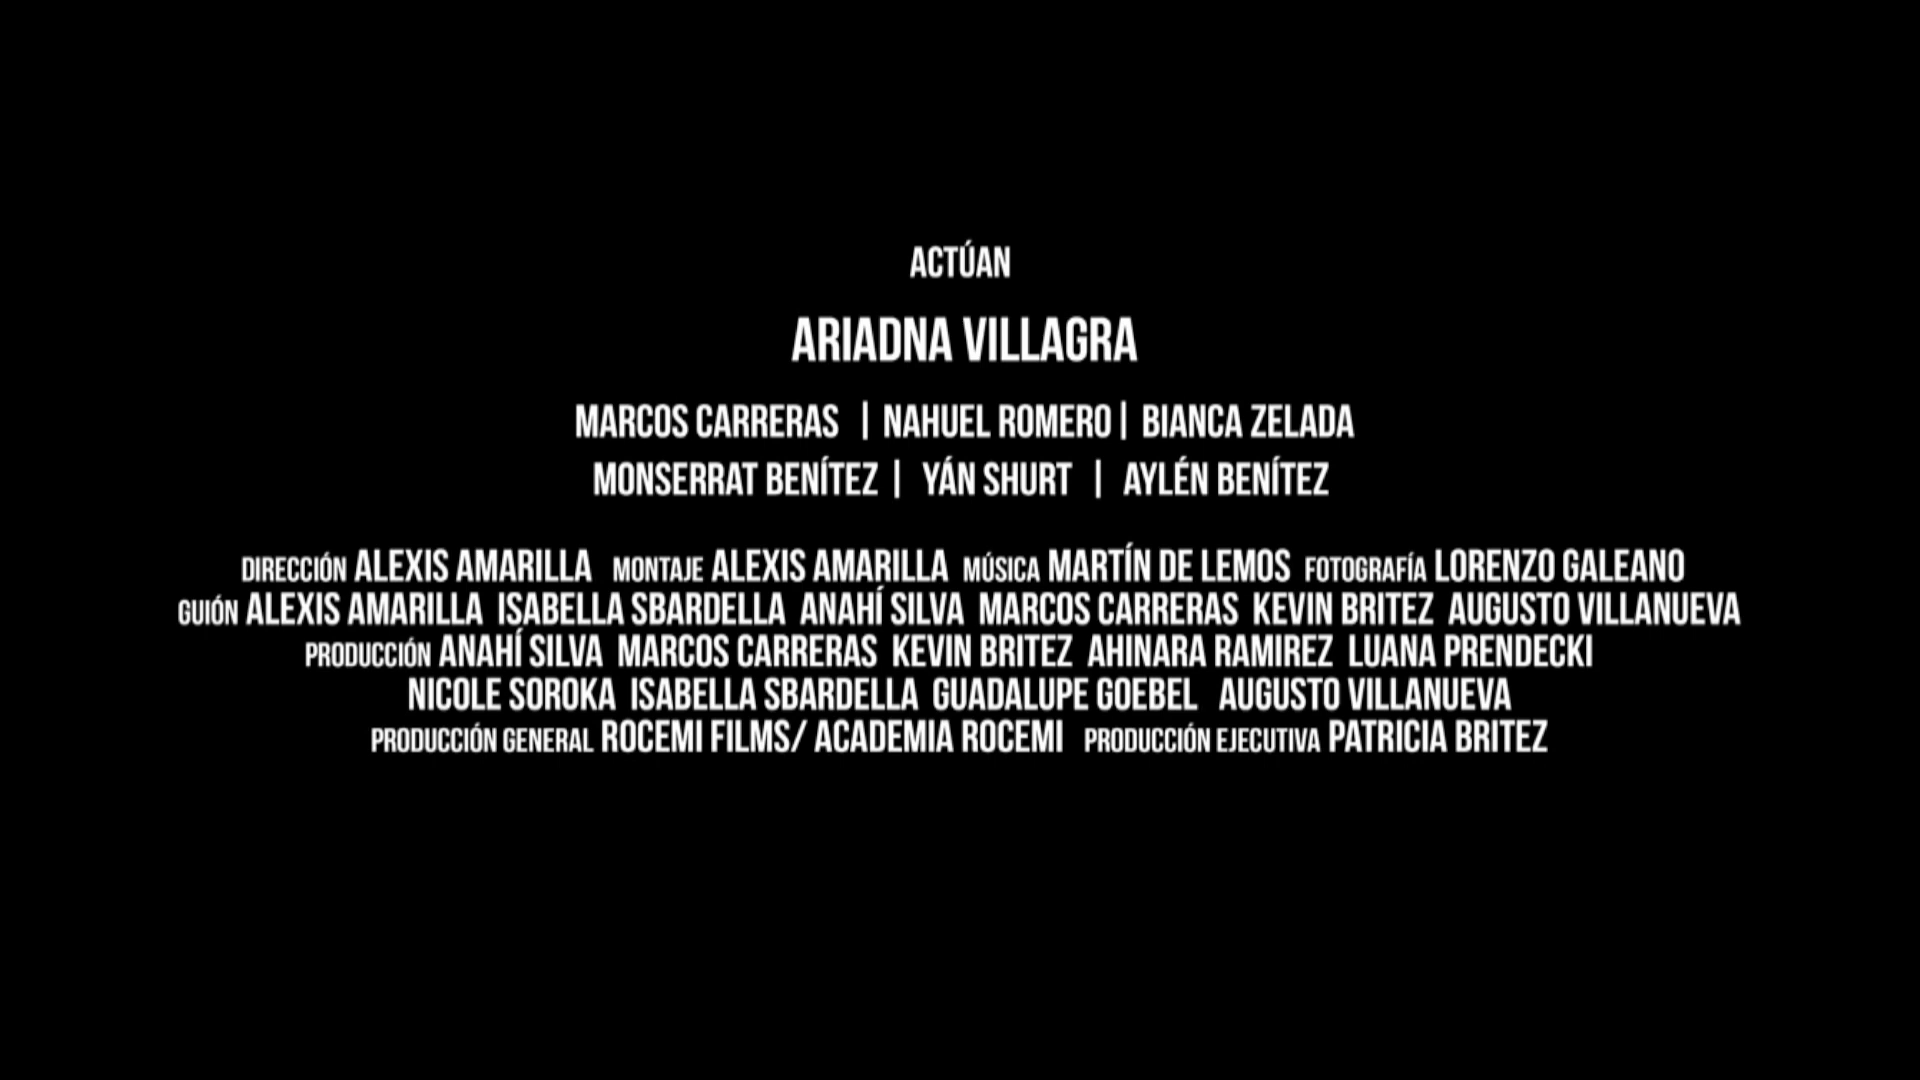 ACTÚAN
ARIADNA VILLAGRA
MARCOS CARRERAS | NAHUEL ROMERO | BIANCA ZELADA
MONSERRAT BENÍTEZ | YÁN SHURT | AYLÉN BENÍTEZ
DIRECCIÓN ALEXIS AMARILLA MONTAJE ALEXIS AMARILLA MÚSICA MARTÍN DE LEMOS FOTOGRAFÍA LORENZO GALEANO
GUIÓN ALEXIS AMARILLA ISABELLA SBARDELLA ANAHÍ SILVA MARCOS CARRERAS KEVIN BRITEZ AUGUSTO VILLANUEVA
PRODUCCIÓN ANAHÍ SILVA MARCOS CARRERAS KEVIN BRITEZ AHINARA RAMIREZ LUANA PRENDECKI
NICOLE SOROKA ISABELLA SBARDELLA GUADALUPE GOEBEL AUGUSTO VILLANUEVA
PRODUCCIÓN GENERAL ROCEMI FILMS/ ACADEMIA ROCEMI PRODUCCIÓN EJECUTIVA PATRICIA BRITEZ